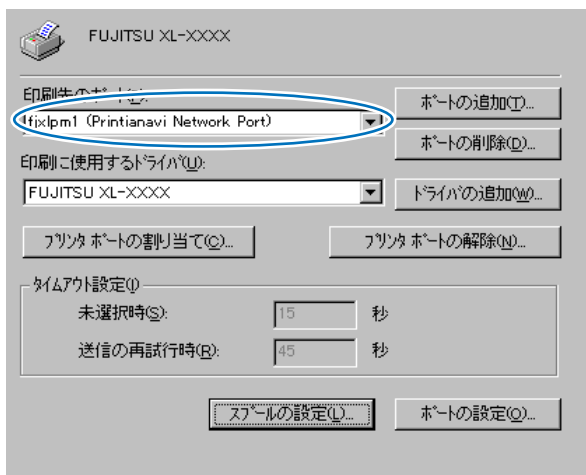 FUJITSU XL-XXXX
印刷先のポート(P):
fjxlpm1 (Printianavi Network Port)
ポートの追加(T)...
ポートの削除(D)...
印刷に使用するドライバ(U):
FUJITSU XL-XXXX
ドライバの追加(W)...
プリンタ ポートの割り当て(C)...
プリンタ ポートの解除(N)...
タイムアウト設定(I)
未選択時(S):
15
秒
送信の再試行時(R):
45
秒
スプールの設定(L)...
ポートの設定(O)...